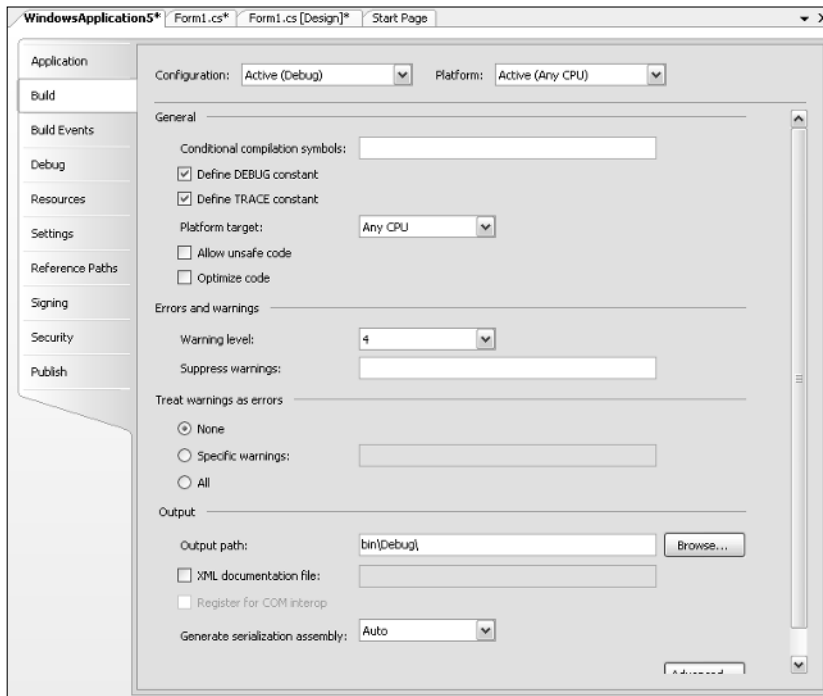 WindowsApplication5* Form1.cs* Form1.cs [Design]* Start Page
Application
Build
Build Events
Debug
Resources
Settings
Reference Paths
Signing
Security
Publish
Configuration: Active (Debug) Platform: Active (Any CPU)
General
Conditional compilation symbols:
Define DEBUG constant
Define TRACE constant
Platform target: Any CPU
Allow unsafe code
Optimize code
Errors and warnings
Warning level: 4
Suppress warnings:
Treat warnings as errors
None
Specific warnings:
All
Output
Output path: bin\Debug\ Browse...
XML documentation file:
Register for COM interop
Generate serialization assembly: Auto
Advanced...